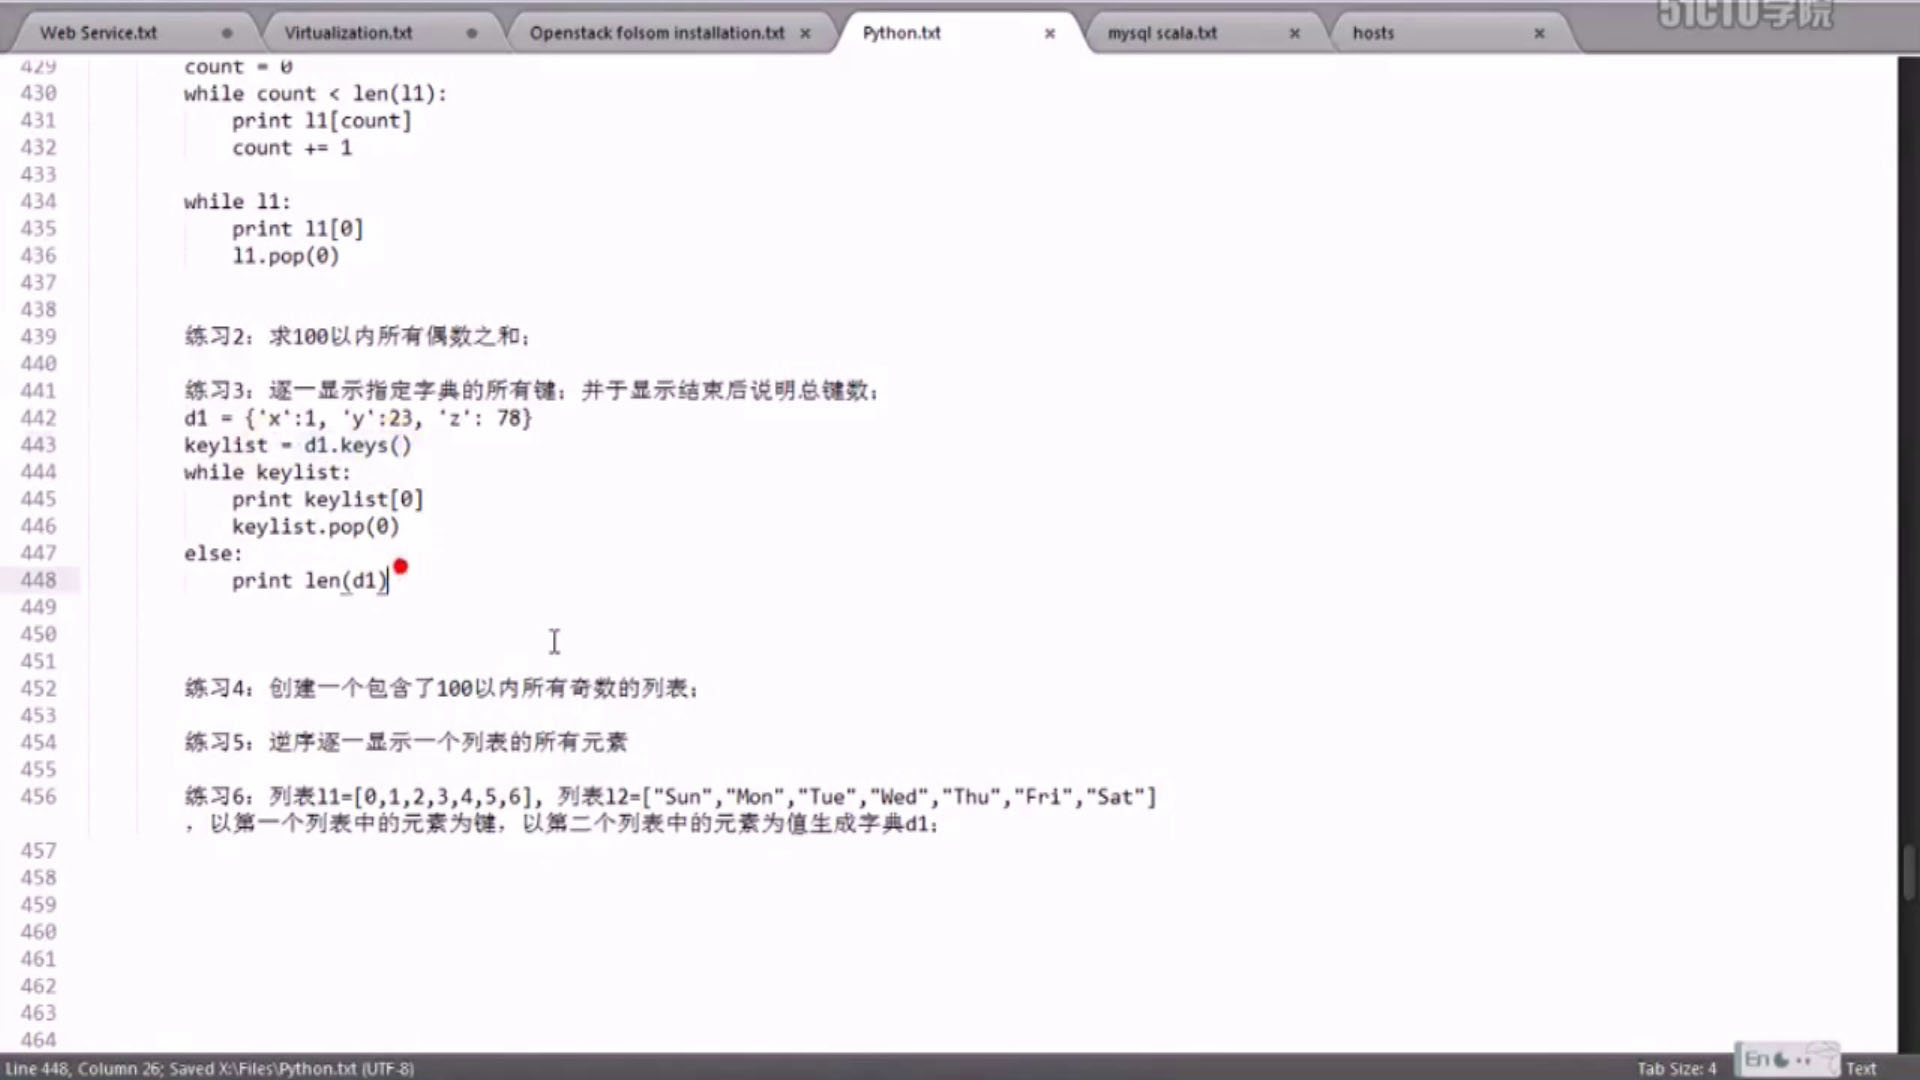 51CTO学院
Web Service.txt
Virtualization.txt
Openstack folsom installation.txt
Python.txt
mysql scala.txt
hosts
429 count = 0
430 while count < len(l1):
431 print l1[count]
432 count += 1
433
434 while l1:
435 print l1[0]
436 l1.pop(0)
437
438
439 练习2：求100以内所有偶数之和；
440
441 练习3：逐一显示指定字典的所有键；并于显示结束后说明总键数；
442 d1 = {'x':1, 'y':23, 'z': 78}
443 keylist = d1.keys()
444 while keylist:
445 print keylist[0]
446 keylist.pop(0)
447 else:
448 print len(d1)
449
450
451
452 练习4：创建一个包含了100以内所有奇数的列表；
453
454 练习5：逆序逐一显示一个列表的所有元素
455
456 练习6：列表l1=[0,1,2,3,4,5,6], 列表l2=["Sun","Mon","Tue","Wed","Thu","Fri","Sat"]
，以第一个列表中的元素为键，以第二个列表中的元素为值生成字典d1；
457
458
459
460
461
462
463
464
Line 448, Column 26; Saved X:\Files\Python.txt (UTF-8)
Tab Size: 4
En
Text